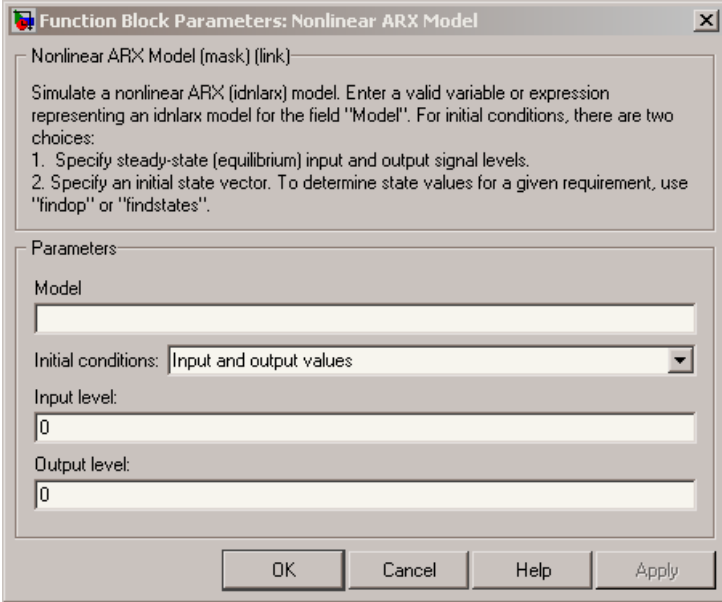 Function Block Parameters: Nonlinear ARX Model
Nonlinear ARX Model (mask) (link)
Simulate a nonlinear ARX (idnlarx) model. Enter a valid variable or expression
representing an idnlarx model for the field "Model". For initial conditions, there are two
choices:
1.  Specify steady-state (equilibrium) input and output signal levels.
2. Specify an initial state vector. To determine state values for a given requirement, use
"findop" or "findstates".
Parameters
Model
Initial conditions: Input and output values
Input level:
0
Output level:
0
OK Cancel Help Apply